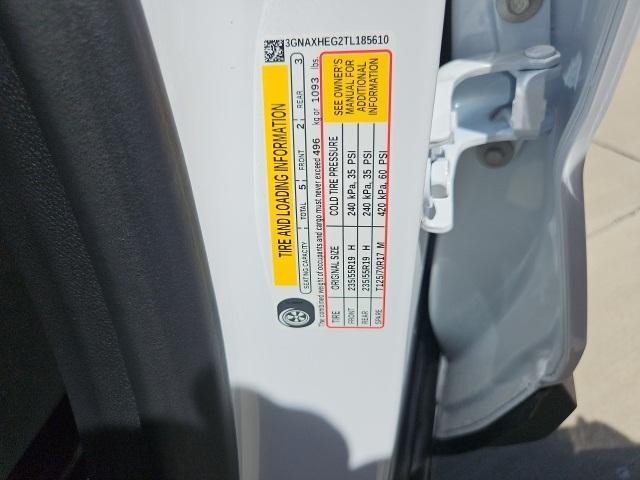 3GNAXHEG2TL185610
TIRE AND LOADING INFORMATION
SEATING CAPACITY TOTAL 5 FRONT 2 REAR 3
The combined weight of occupants and cargo must never exceed 496 kg or 1093 lbs.
TIRE ORIGINAL SIZE COLD TIRE PRESSURE
FRONT 235/55R19 H 240 kPa, 35 PSI
REAR 235/55R19 H 240 kPa, 35 PSI
SPARE T125/70R17 M 420 kPa, 60 PSI
SEE OWNER'S
MANUAL FOR
ADDITIONAL
INFORMATION